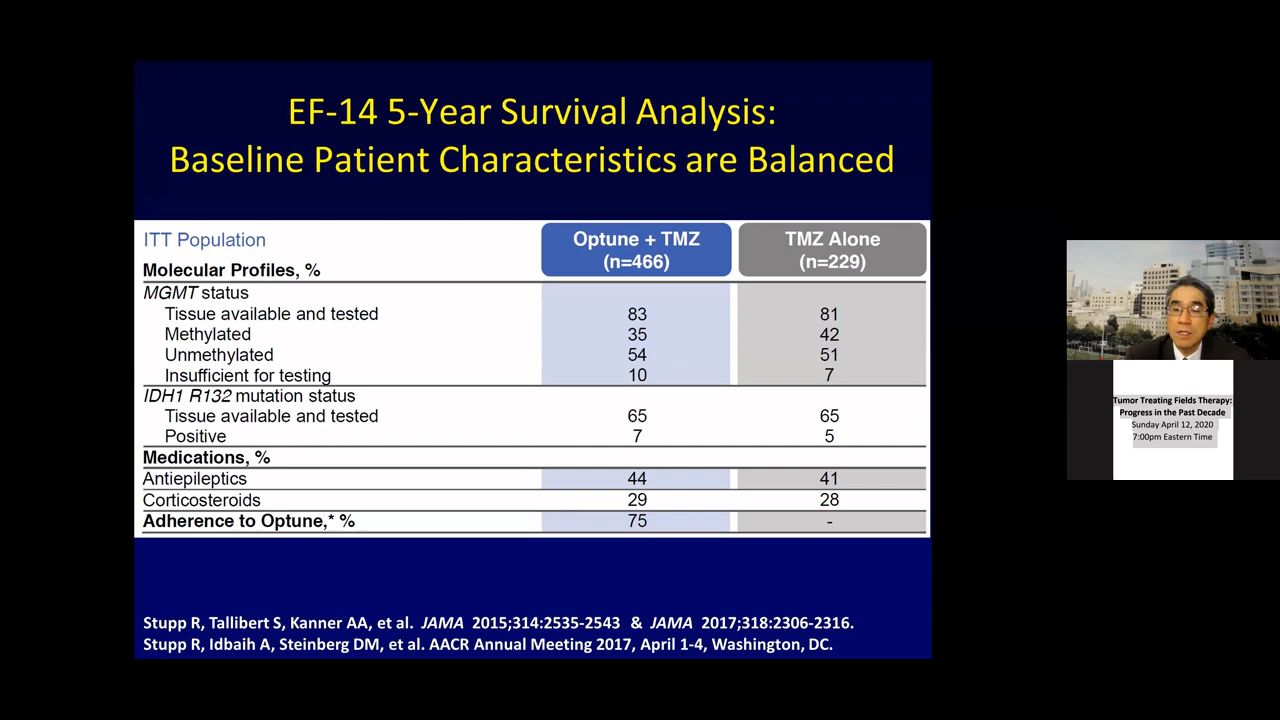 EF-14 5-Year Survival Analysis:
Baseline Patient Characteristics are Balanced
ITT Population
Optune + TMZ
(n=466)
TMZ Alone
(n=229)
Molecular Profiles, %
MGMT status
Tissue available and tested 83 81
Methylated 35 42
Unmethylated 54 51
Insufficient for testing 10 7
IDH1 R132 mutation status
Tissue available and tested 65 65
Positive 7 5
Medications, %
Antiepileptics 44 41
Corticosteroids 29 28
Adherence to Optune,* % 75 -
Stupp R, Tallibert S, Kanner AA, et al. JAMA 2015;314:2535-2543 & JAMA 2017;318:2306-2316.
Stupp R, Idbaih A, Steinberg DM, et al. AACR Annual Meeting 2017, April 1-4, Washington, DC.
Tumor Treating Fields Therapy:
Progress in the Past Decade
Sunday April 12, 2020
7:00pm Eastern Time